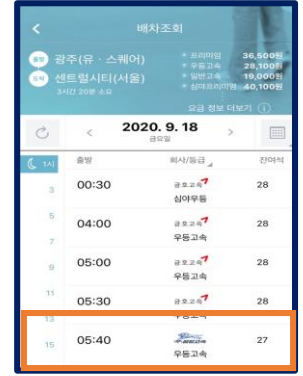 배차조회
출발 광주(유 · 스퀘어)
도착 센트럴시티(서울)
3시간 20분 소요
* 프리미엄 36,500원
* 우등고속 28,100원
* 일반고속 19,000원
* 심야프리미엄 40,100원
요금 정보 더보기
2020. 9. 18
금요일
1시
출발 회사/등급 잔여석
3
00:30 금호고속 28
심야우등
5
04:00 금호고속 28
우등고속
7
9
05:00 금호고속 28
우등고속
11
05:30 금호고속 28
13
15
05:40 27
우등고속